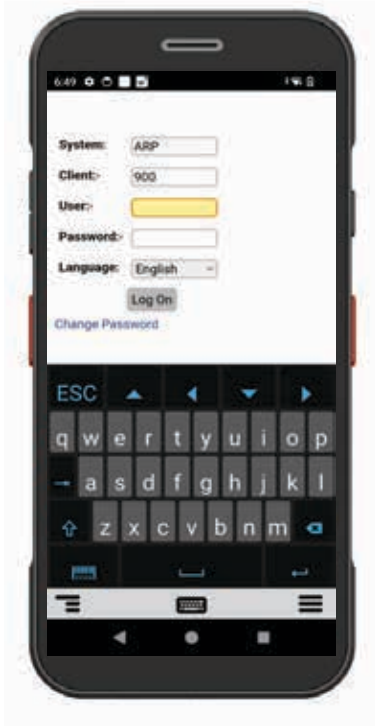 6:49
System: ARP
Client:* 900
User:*
Password:*
Language: English
Log On
Change Password
ESC
q w e r t y u i o p
a s d f g h j k l
z x c v b n m